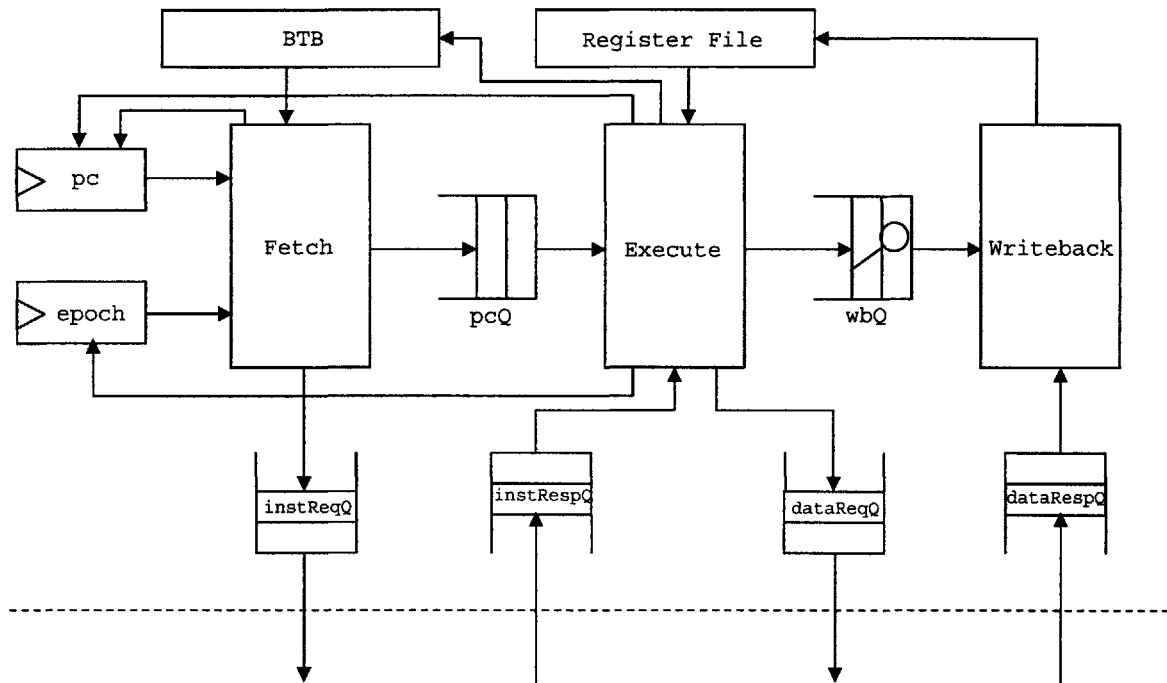 BTB
Register File
pc
Fetch
Execute
Writeback
epoch
pcQ
wbQ
instReqQ
instRespQ
dataReqQ
dataRespQ